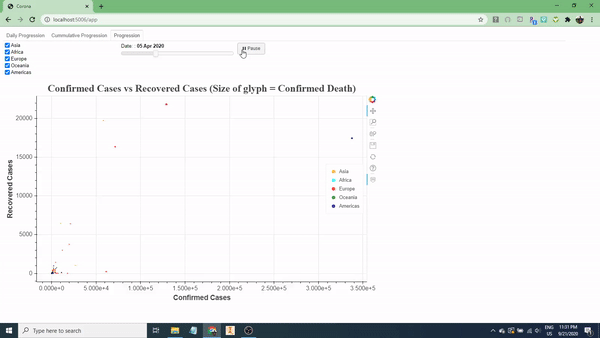 Corona
localhost:5006/app
Daily Progression Cummulative Progression Progression
Asia
Africa
Europe
Oceania
Americas
Date : 05 Apr 2020
Pause
Confirmed Cases vs Recovered Cases (Size of glyph = Confirmed Death)
Recovered Cases
20000
15000
10000
5000
0
Asia
Africa
Europe
Oceania
Americas
0.000e+0 5.000e+4 1.000e+5 1.500e+5 2.000e+5 2.500e+5 3.000e+5 3.500e+5
Confirmed Cases
Type here to search
ENG
US
11:31 PM
9/21/2020